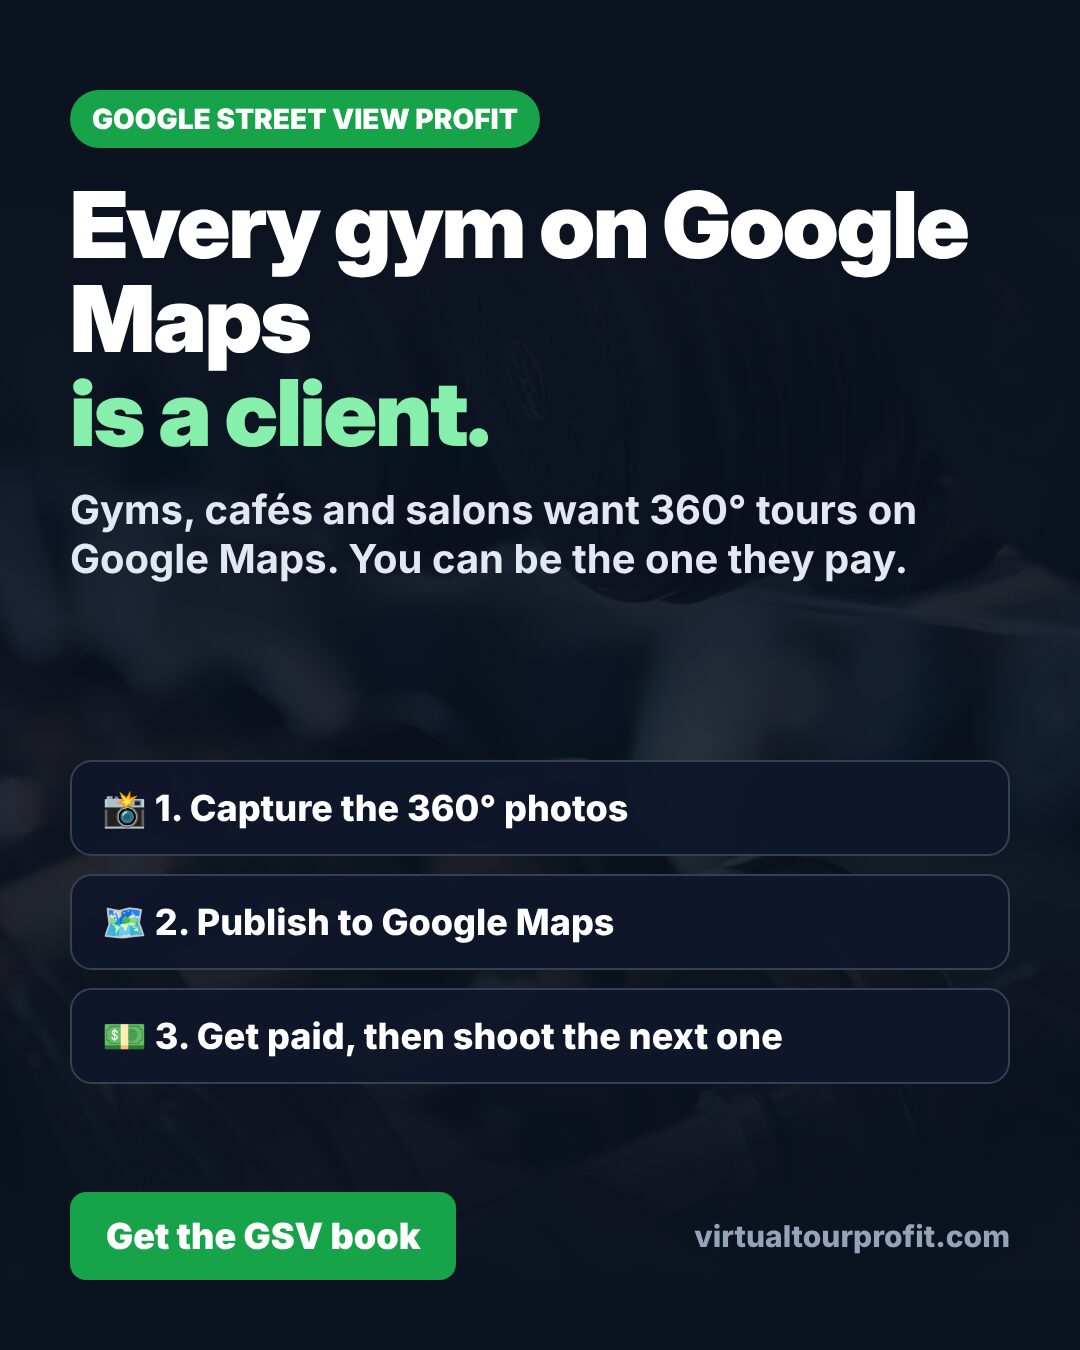 GOOGLE STREET VIEW PROFIT
Every gym on Google
Maps
is a client.
Gyms, cafés and salons want 360° tours on
Google Maps. You can be the one they pay.
📸 1. Capture the 360° photos
🗺️ 2. Publish to Google Maps
💵 3. Get paid, then shoot the next one
Get the GSV book
virtualtourprofit.com